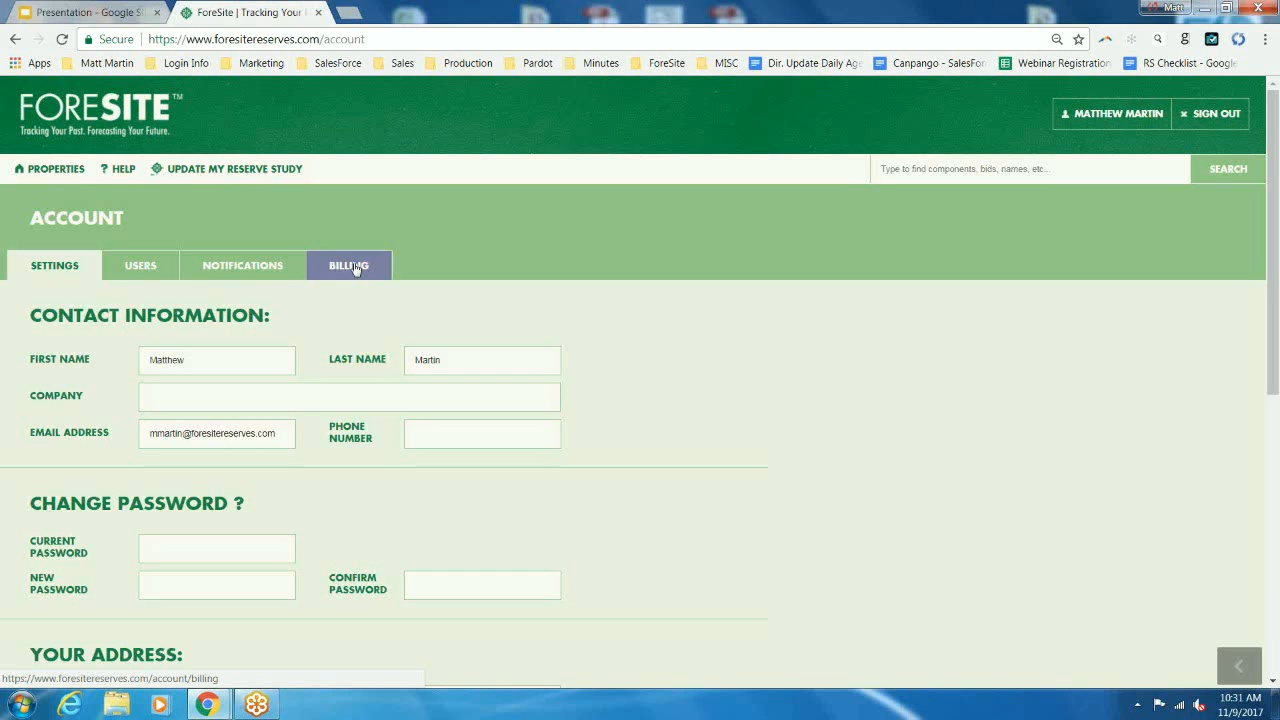 Presentation - Google S
ForeSite | Tracking Your
Matt
Secure
https://www.foresitereserves.com/account
Apps
Matt Martin
Login Info
Marketing
SalesForce
Sales
Production
Pardot
Minutes
ForeSite
MISC
Dir. Update Daily Age
Canpango - SalesFor
Webinar Registration
RS Checklist - Google
FORESITE™
Tracking Your Past. Forecasting Your Future.
MATTHEW MARTIN
SIGN OUT
PROPERTIES
? HELP
UPDATE MY RESERVE STUDY
Type to find components, bids, names, etc...
SEARCH
ACCOUNT
SETTINGS
USERS
NOTIFICATIONS
BILLING
CONTACT INFORMATION:
FIRST NAME
Matthew
LAST NAME
Martin
COMPANY
EMAIL ADDRESS
mmartin@foresitereserves.com
PHONE
NUMBER
CHANGE PASSWORD ?
CURRENT
PASSWORD
NEW
PASSWORD
CONFIRM
PASSWORD
YOUR ADDRESS:
https://www.foresitereserves.com/account/billing
10:31 AM
11/9/2017